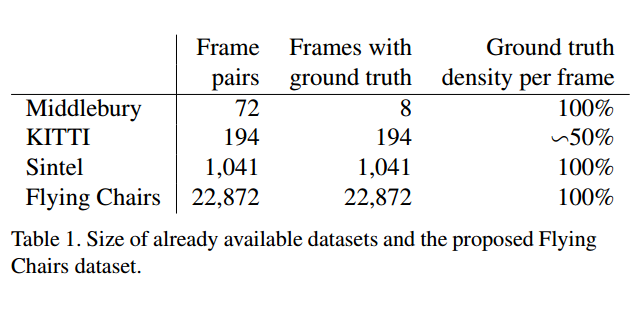 Frame Frames with Ground truth
pairs ground truth density per frame
Middlebury 72 8 100%
KITTI 194 194 ∽50%
Sintel 1,041 1,041 100%
Flying Chairs 22,872 22,872 100%
Table 1. Size of already available datasets and the proposed Flying
Chairs dataset.